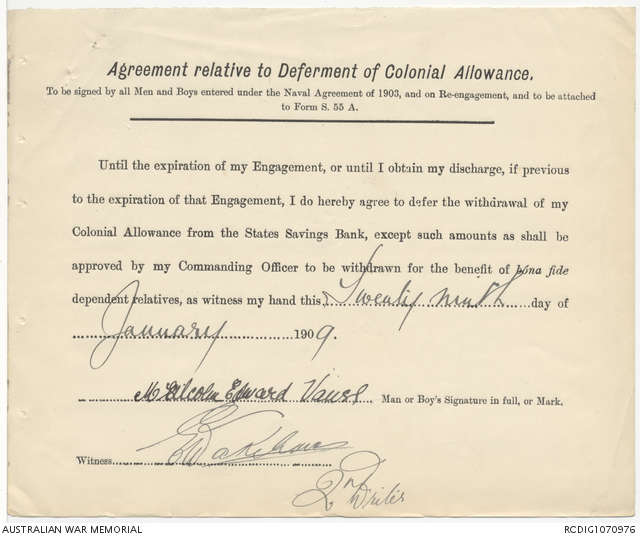 Agreement relative to Deferment of Colonial Allowance.
To be signed by all Men and Boys entered under the Naval Agreement of 1903, and on Re-engagement, and to be attached
to Form S. 55 A.
Until the expiration of my Engagement, or until I obtain my discharge, if previous
to the expiration of that Engagement, I do hereby agree to defer the withdrawal of my
Colonial Allowance from the States Savings Bank, except such amounts as shall be
approved by my Commanding Officer to be withdrawn for the benefit of bona fide
dependent relatives, as witness my hand this Twenty ninth day of
January 1909.
Malcolm Edward Man or Boy's Signature in full, or Mark.
Witness
2nd Writer
AUSTRALIAN WAR MEMORIAL
RCDIG1070976